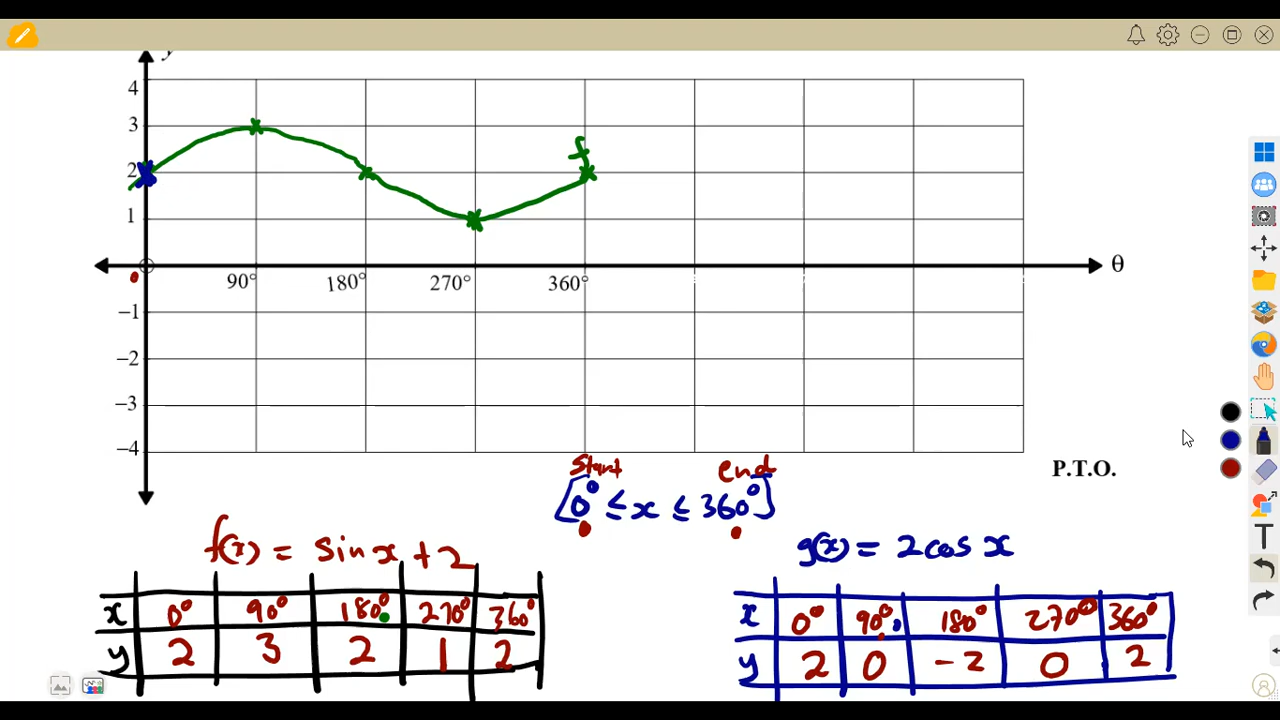 y
4
3
2
1
0
90° 180° 270° 360°
θ
f
−1
−2
−3
−4
P.T.O.
start end
[0° ≤ x ≤ 360°]
f(x) = sin x + 2
x 0° 90° 180° 270° 360°
y 2 3 2 1 2
g(x) = 2 cos x
x 0° 90° 180° 270° 360°
y 2 0 -2 0 2